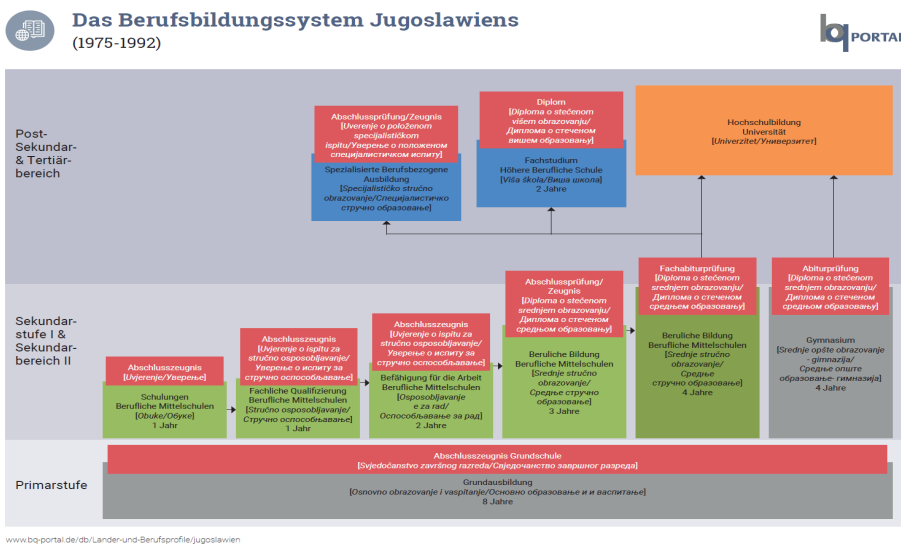 Das Berufsbildungssystem Jugoslawiens
(1975-1992)
bq PORTAL
Post-
Sekundar-
& Tertiär-
bereich
Abschlussprüfung/Zeugnis
[Uverenje o položenom
specijalističkom
ispitu/Уверење о положеном
специјалистичком испиту]
Spezialisierte Berufsbezogene
Ausbildung
[Specijalističko stručno
obrazovanje/Специјалистичко
стручно образовање]
Diplom
[Diploma o stečenom
višem obrazovanju/
Диплома о стеченом
вишем образовању]
Fachstudium
Höhere Berufliche Schule
[Viša škola/Виша школа]
2 Jahre
Hochschulbildung
Universität
[Univerzitet/Универзитет]
Sekundar-
stufe I &
Sekundar-
bereich II
Abschlusszeugnis
[Uvjerenje/Уверење]
Schulungen
Berufliche Mittelschulen
[Obuke/Обуке]
1 Jahr
Abschlusszeugnis
[Uvjerenje o ispitu za
stručno osposobljavanje/
Уверење о испиту за
стручно оспособљавање]
Fachliche Qualifizierung
Berufliche Mittelschulen
[Stručno osposobljavanje/
Стручно оспособљавање]
1 Jahr
Abschlusszeugnis
[Uvjerenje o ispitu za
stručno osposobljavanje/
Уверење о испиту за
стручно оспособљавање]
Befähigung für die Arbeit
Berufliche Mittelschulen
[Osposobljavanje
e za rad/
Оспособљавање за рад]
2 Jahre
Abschlussprüfung/
Zeugnis
[Diploma o stečenom
srednjem obrazovanju/
Диплома о стеченом
средњом образовању]
Beruliche Bildung
Berufliche Mittelschulen
[Srednje stručno
obrazovanje/
Средње стручно
образовање]
3 Jahre
Fachabiturprüfung
[Diploma o stečenom
srednjem obrazovanju/
Диплома о стеченом
средњем образовању]
Beruliche Bildung
Berufliche Mittelschulen
[Srednje stručno
obrazovanje/
Средње
стручно образовање]
4 Jahre
Abiturprüfung
[Diploma o stečenom
srednjem obrazovanju/
Диплома о стеченом
средњем образовању]
Gymnasium
[Srednje opšte obrazovanje
- gimnazija/
Средње опште
образовање- гимназија]
4 Jahre
Primarstufe
Abschlusszeugnis Grundschule
[Svjedočanstvo završnog razreda/Сведочанство завршног разреда]
Grundausbildung
[Osnovno obrazovanje i vaspitanje/Основно образовање и и васпитање]
8 Jahre
www.bq-portal.de/db/Lander-und-Berufsprofile/jugoslawien